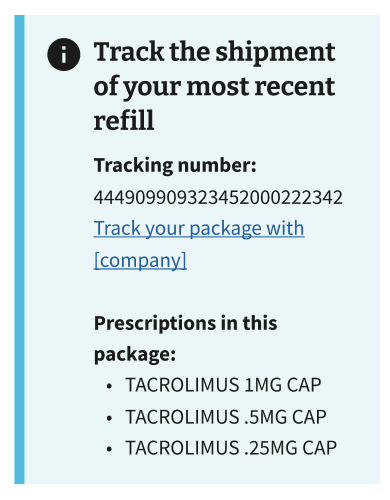 Track the shipment
of your most recent
refill
Tracking number:
444909909323452000222342
Track your package with
[company]
Prescriptions in this
package:
• TACROLIMUS 1MG CAP
• TACROLIMUS .5MG CAP
• TACROLIMUS .25MG CAP